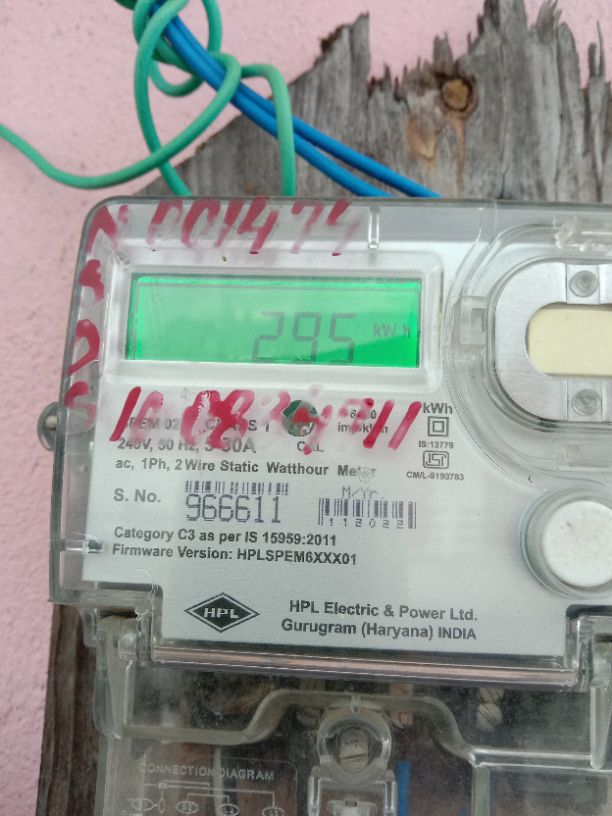 001474
295 kWh
kWh
240V, 50 Hz, 5-30A CAL
IS:13779
ac, 1Ph, 2 Wire Static Watthour Meter
CM/L-9190783
M/Yr.
S. No. 966611
112022
Category C3 as per IS 15959:2011
Firmware Version: HPLSPEM6XXX01
HPL
HPL Electric & Power Ltd.
Gurugram (Haryana) INDIA
CONNECTION DIAGRAM